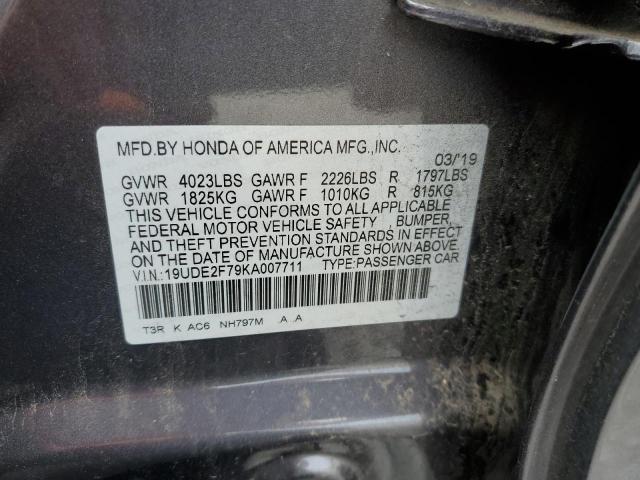 MFD.BY HONDA OF AMERICA MFG.,INC. 03/'19
GVWR 4023LBS GAWR F 2226LBS R 1797LBS
GVWR 1825KG GAWR F 1010KG R 815KG
THIS VEHICLE CONFORMS TO ALL APPLICABLE
FEDERAL MOTOR VEHICLE SAFETY BUMPER,
AND THEFT PREVENTION STANDARDS IN EFFECT
ON THE DATE OF MANUFACTURE SHOWN ABOVE.
V.I.N.:19UDE2F79KA007711 TYPE:PASSENGER CAR
T3R K AC6 NH797M A .A